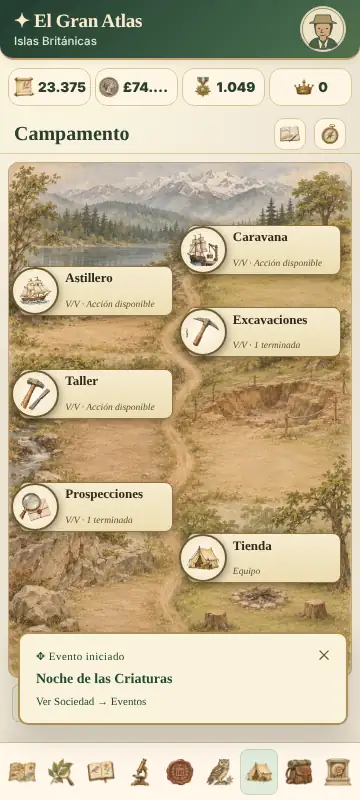 ✦ El Gran Atlas
Islas Británicas
23.375
£74....
1.049
0
Campamento
Caravana
V/V · Acción disponible
Astillero
V/V · Acción disponible
Excavaciones
V/V · 1 terminada
Taller
V/V · Acción disponible
Prospecciones
V/V · 1 terminada
Tienda
Equipo
✥ Evento iniciado
Noche de las Criaturas
Ver Sociedad → Eventos